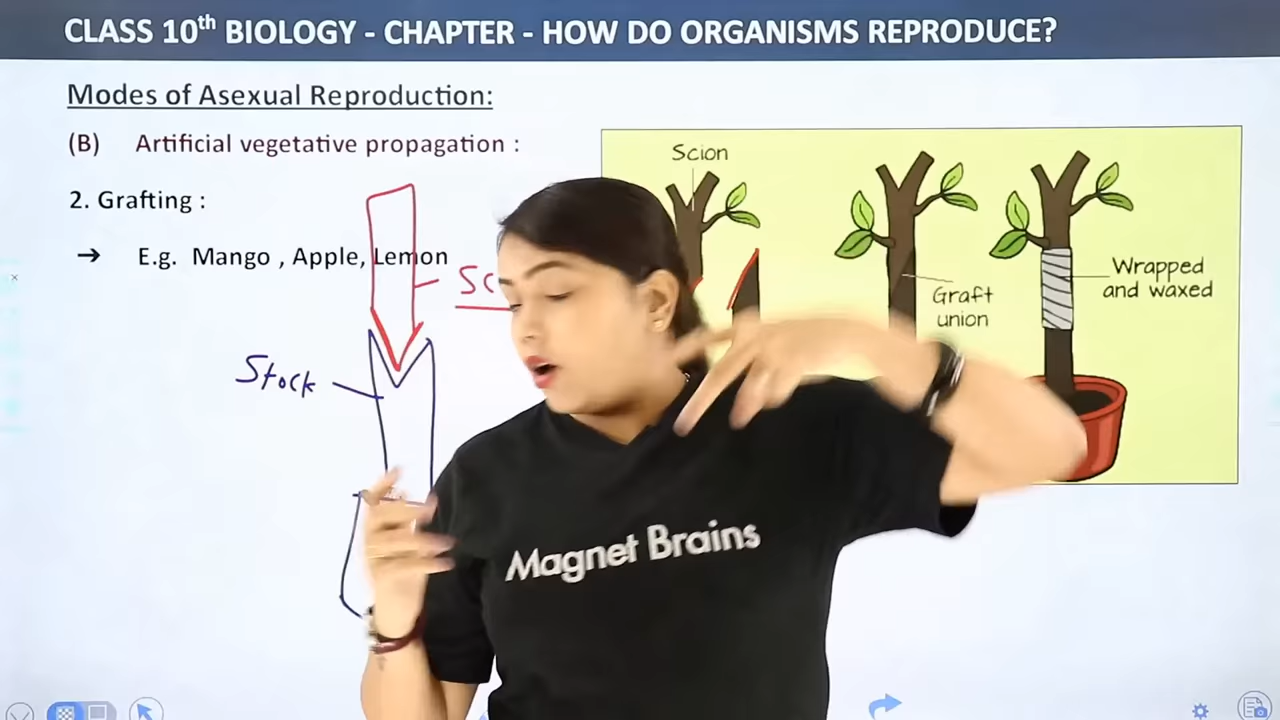 CLASS 10th BIOLOGY - CHAPTER - HOW DO ORGANISMS REPRODUCE?
Modes of Asexual Reproduction:
(B) Artificial vegetative propagation :
2. Grafting :
➔ E.g. Mango , Apple, Lemon
Stock
Scion
Graft
union
Wrapped
and waxed
Magnet Brains